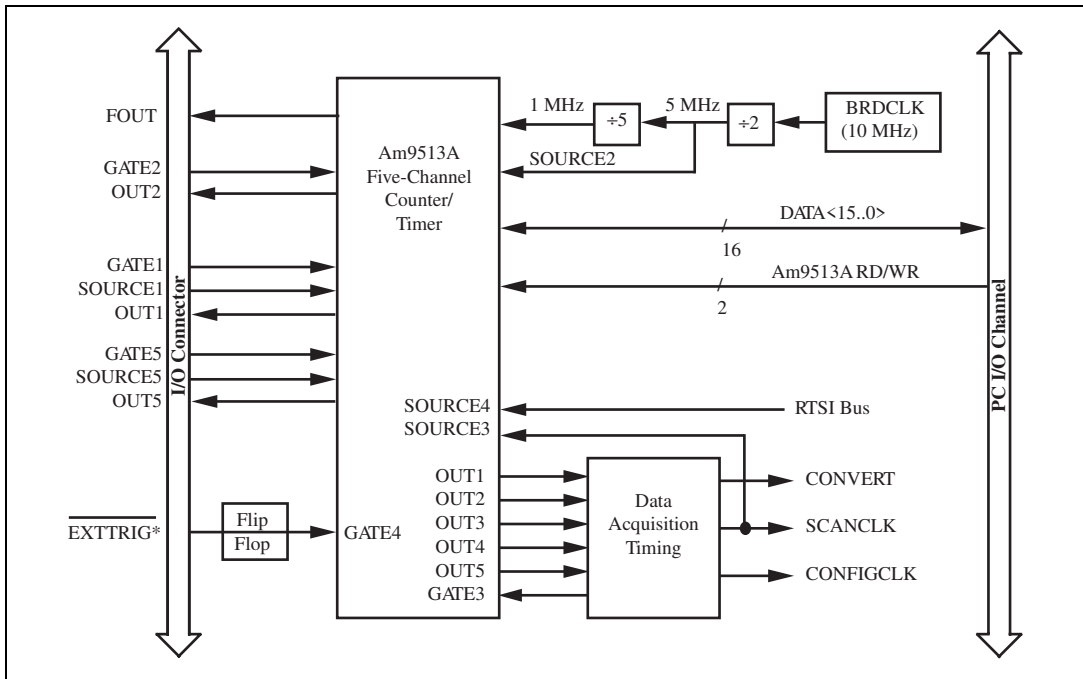 FOUT
GATE2
OUT2
GATE1
SOURCE1
OUT1
GATE5
SOURCE5
OUT5
EXTTRIG*
I/O Connector
Flip
Flop
Am9513A
Five-Channel
Counter/
Timer
GATE4
1 MHz
÷5
5 MHz
÷2
BRDCLK
(10 MHz)
SOURCE2
DATA<15..0>
16
Am9513A RD/WR
2
SOURCE4
RTSI Bus
SOURCE3
OUT1
OUT2
OUT3
OUT4
OUT5
GATE3
Data
Acquisition
Timing
CONVERT
SCANCLK
CONFIGCLK
PC I/O Channel